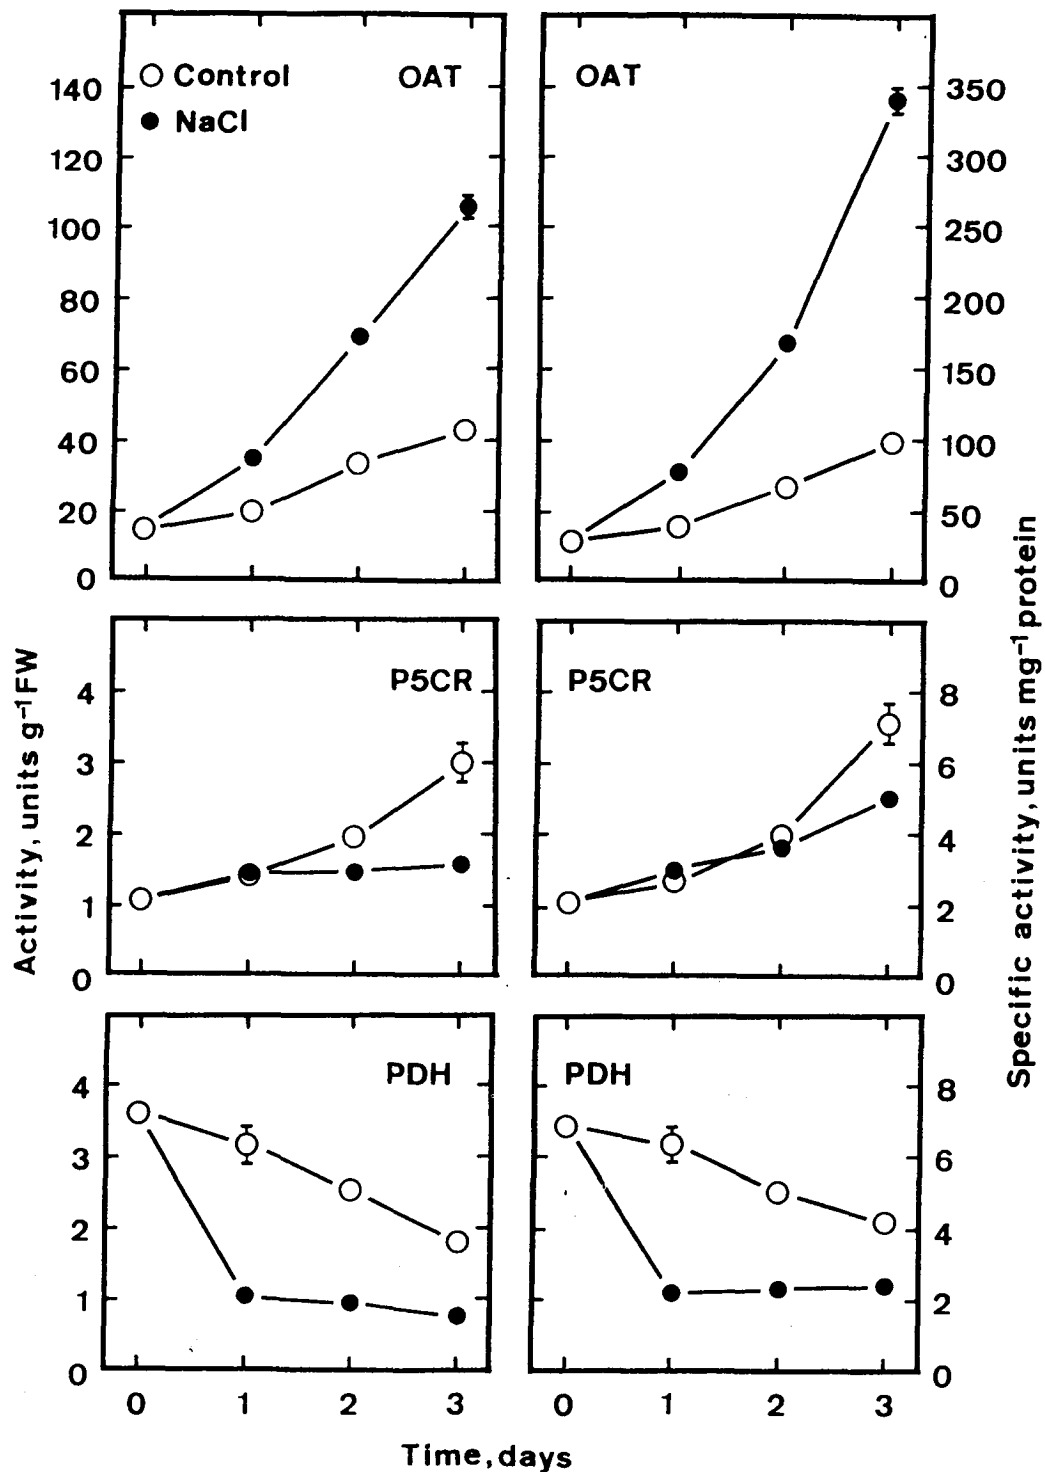 Control
NaCl
OAT
OAT
140
120
100
80
60
40
20
0
350
300
250
200
150
100
50
0
P5CR
P5CR
4
3
2
1
0
8
6
4
2
0
PDH
PDH
4
3
2
1
0
8
6
4
2
0
0 1 2 3
0 1 2 3
Time, days
Activity, units g⁻¹FW
Specific activity, units mg⁻¹protein